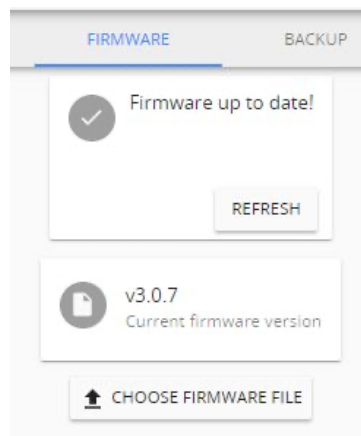 FIRMWARE BACKUP
Firmware up to date!
REFRESH
v3.0.7
Current firmware version
CHOOSE FIRMWARE FILE